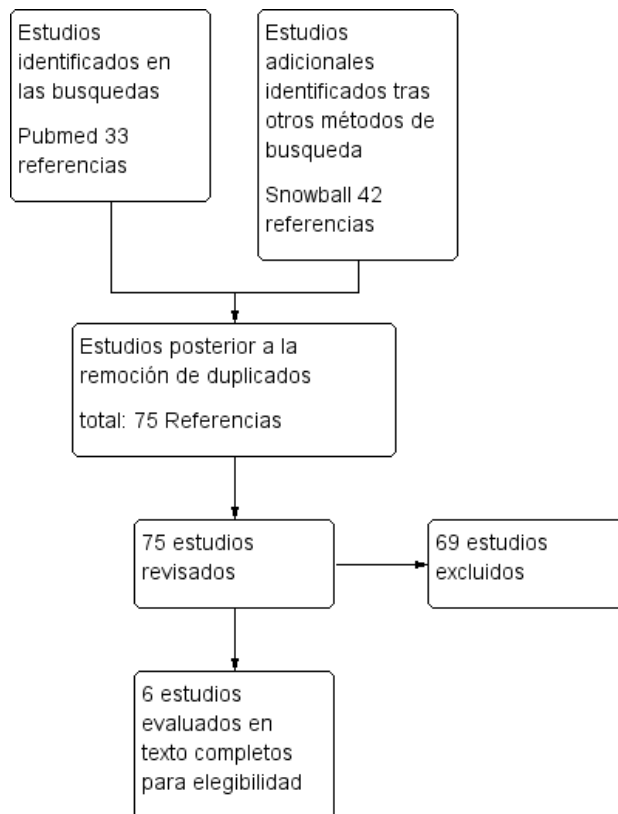 Estudios
identificados en
las busquedas
Pubmed 33
referencias
Estudios
adicionales
identificados tras
otros métodos de
busqueda
Snowball 42
referencias
Estudios posterior a la
remoción de duplicados
total: 75 Referencias
75 estudios
revisados
69 estudios
excluidos
6 estudios
evaluados en
texto completos
para elegibilidad